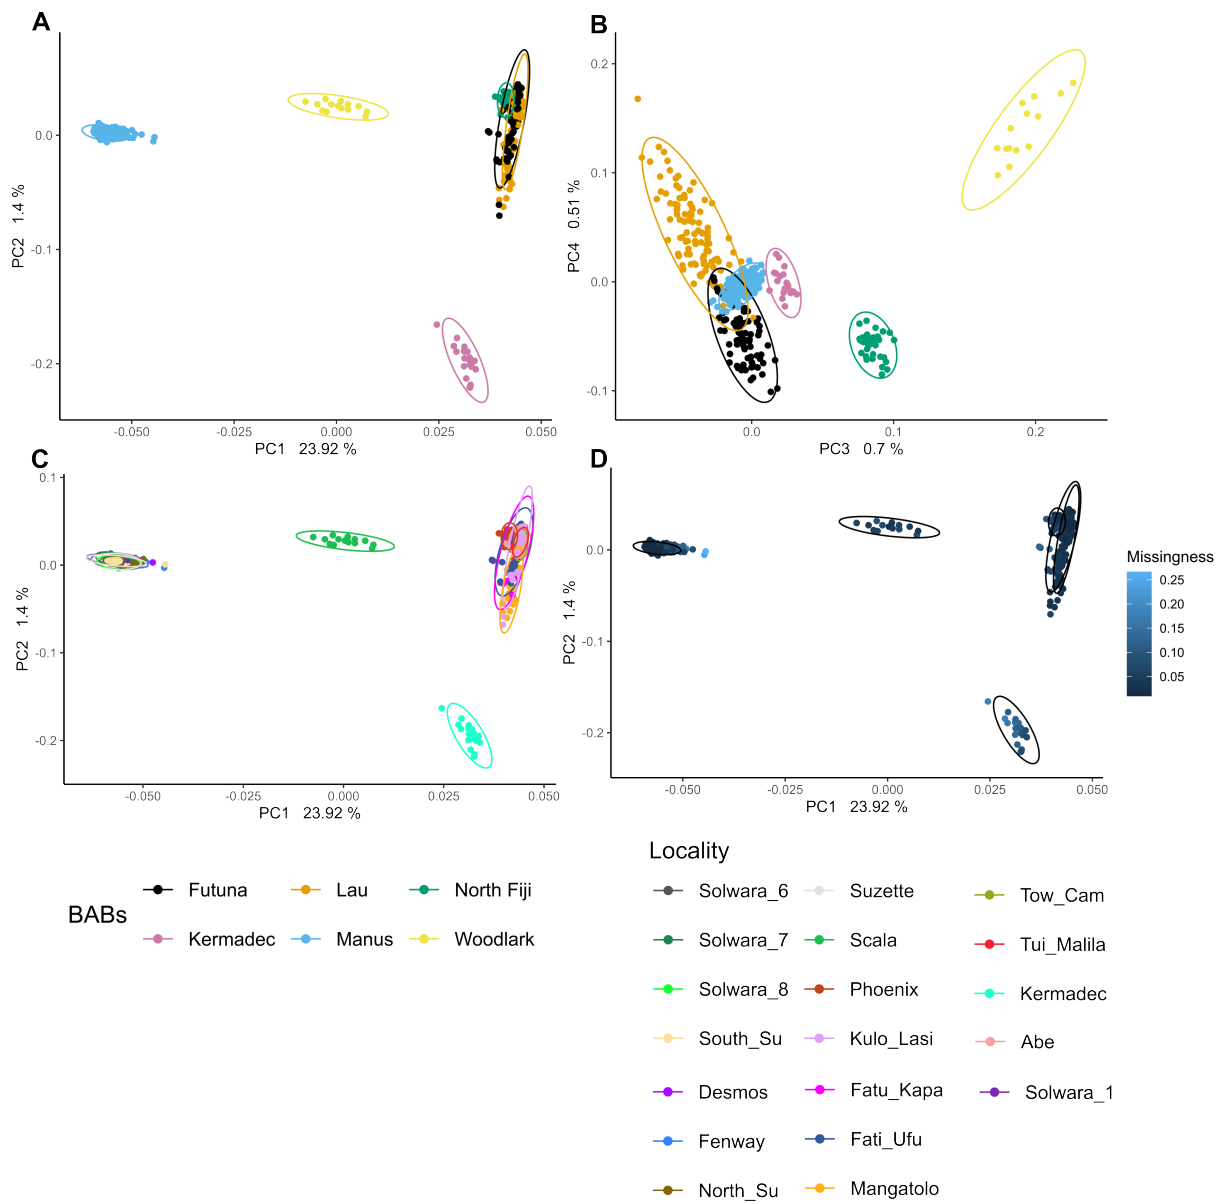 A
0.0
-0.1
-0.2
PC2 1.4 %
-0.050
-0.025
0.000
0.025
0.050
PC1 23.92 %
B
0.2
0.1
0.0
-0.1
PC4 0.51 %
0.0
0.1
0.2
PC3 0.7 %
C
0.1
0.0
-0.1
-0.2
PC2 1.4 %
-0.050
-0.025
0.000
0.025
0.050
PC1 23.92 %
D
0.0
-0.1
-0.2
PC2 1.4 %
-0.050
-0.025
0.000
0.025
0.050
PC1 23.92 %
Missingness
0.25
0.20
0.15
0.10
0.05
BABs
Futuna Lau North Fiji
Kermadec Manus Woodlark
Locality
Solwara_6 Suzette Tow_Cam
Solwara_7 Scala Tui_Malila
Solwara_8 Phoenix Kermadec
South_Su Kulo_Lasi Abe
Desmos Fatu_Kapa Solwara_1
Fenway Fati_Ufu
North_Su Mangatolo